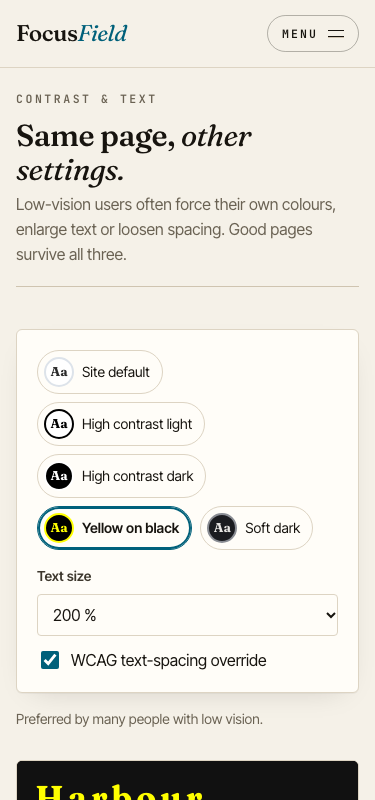 FocusField
MENU
CONTRAST & TEXT
Same page, other
settings.
Low-vision users often force their own colours,
enlarge text or loosen spacing. Good pages
survive all three.
Aa Site default
Aa High contrast light
Aa High contrast dark
Aa Yellow on black
Aa Soft dark
Text size
200 %
WCAG text-spacing override
Preferred by many people with low vision.
Harbour